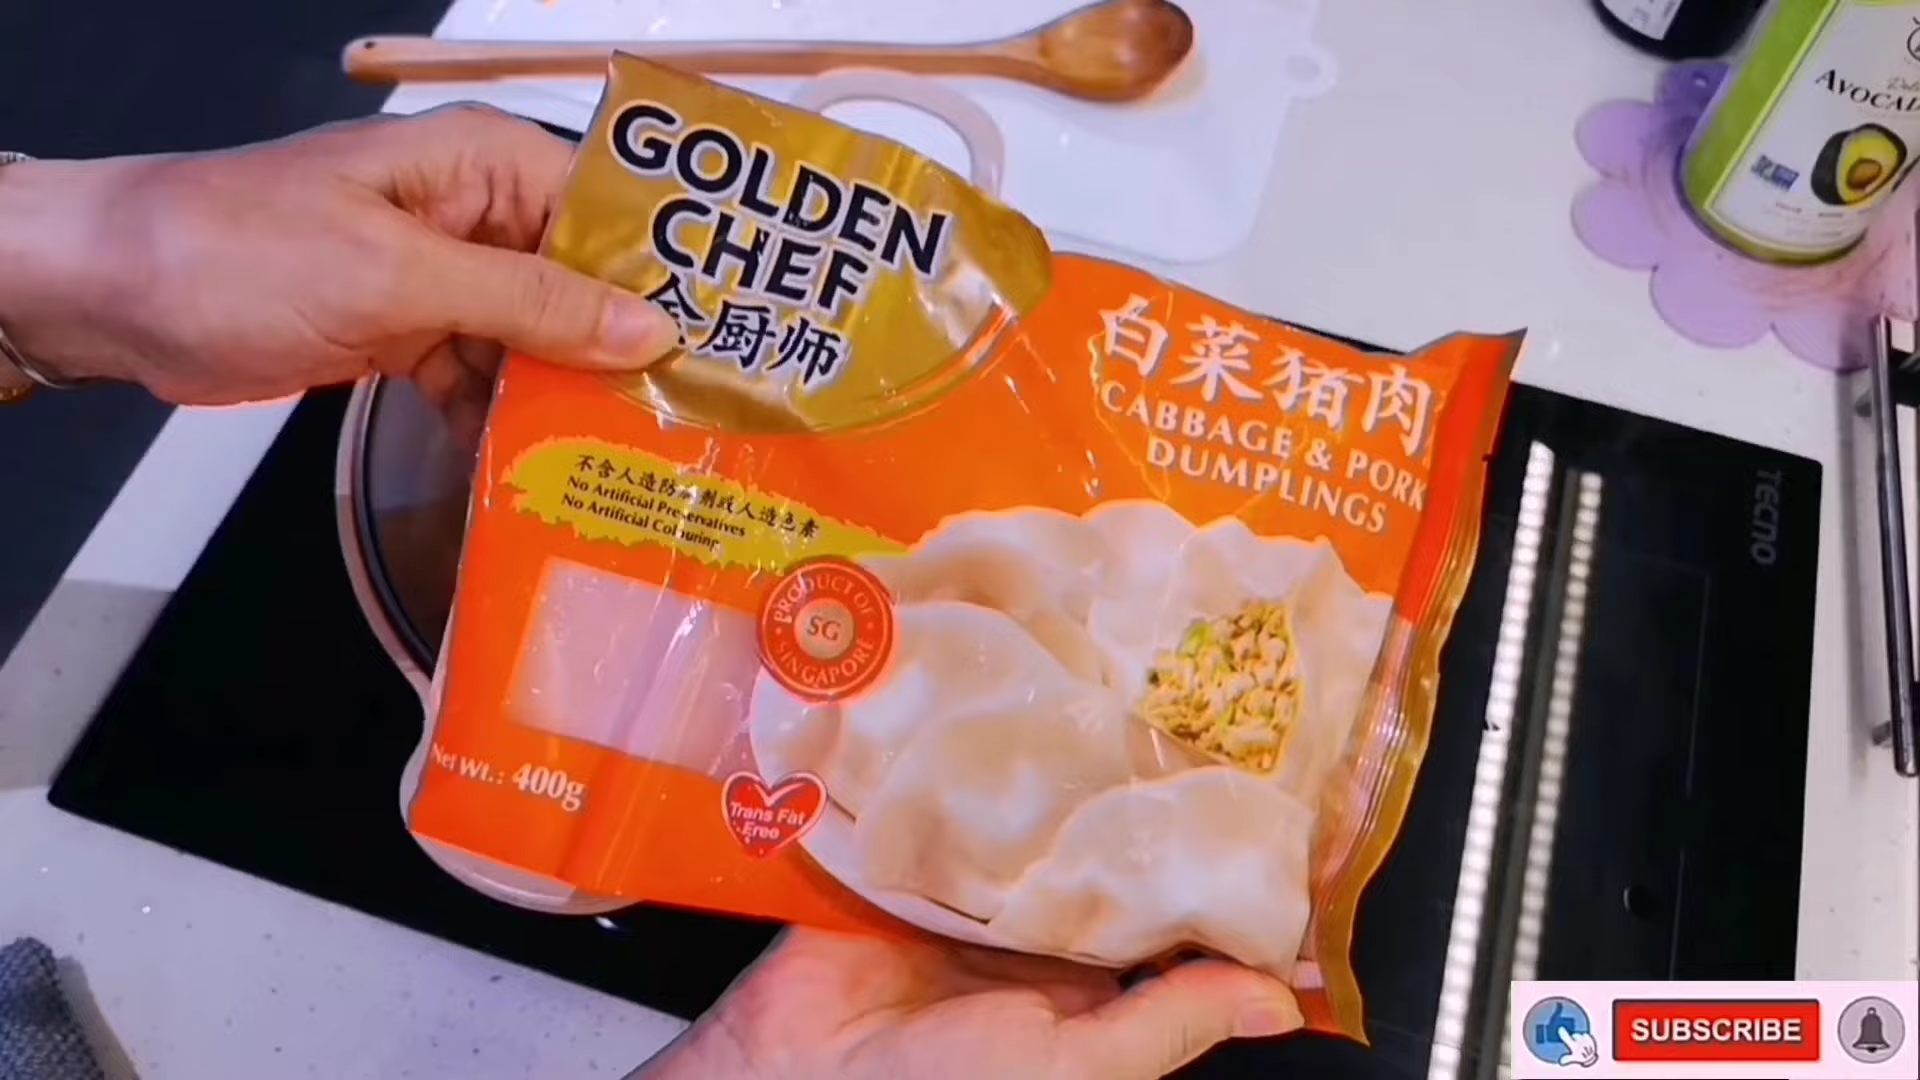 GOLDEN
CHEF
金厨师
白菜猪肉
CABBAGE & PORK
DUMPLINGS
不含人造防腐剂或人造色素
No Artificial Preservatives
No Artificial Colouring
PRODUCT OF
SG
SINGAPORE
Net Wt.: 400g
Trans Fat
Free
AVOCA
TECNO
SUBSCRIBE